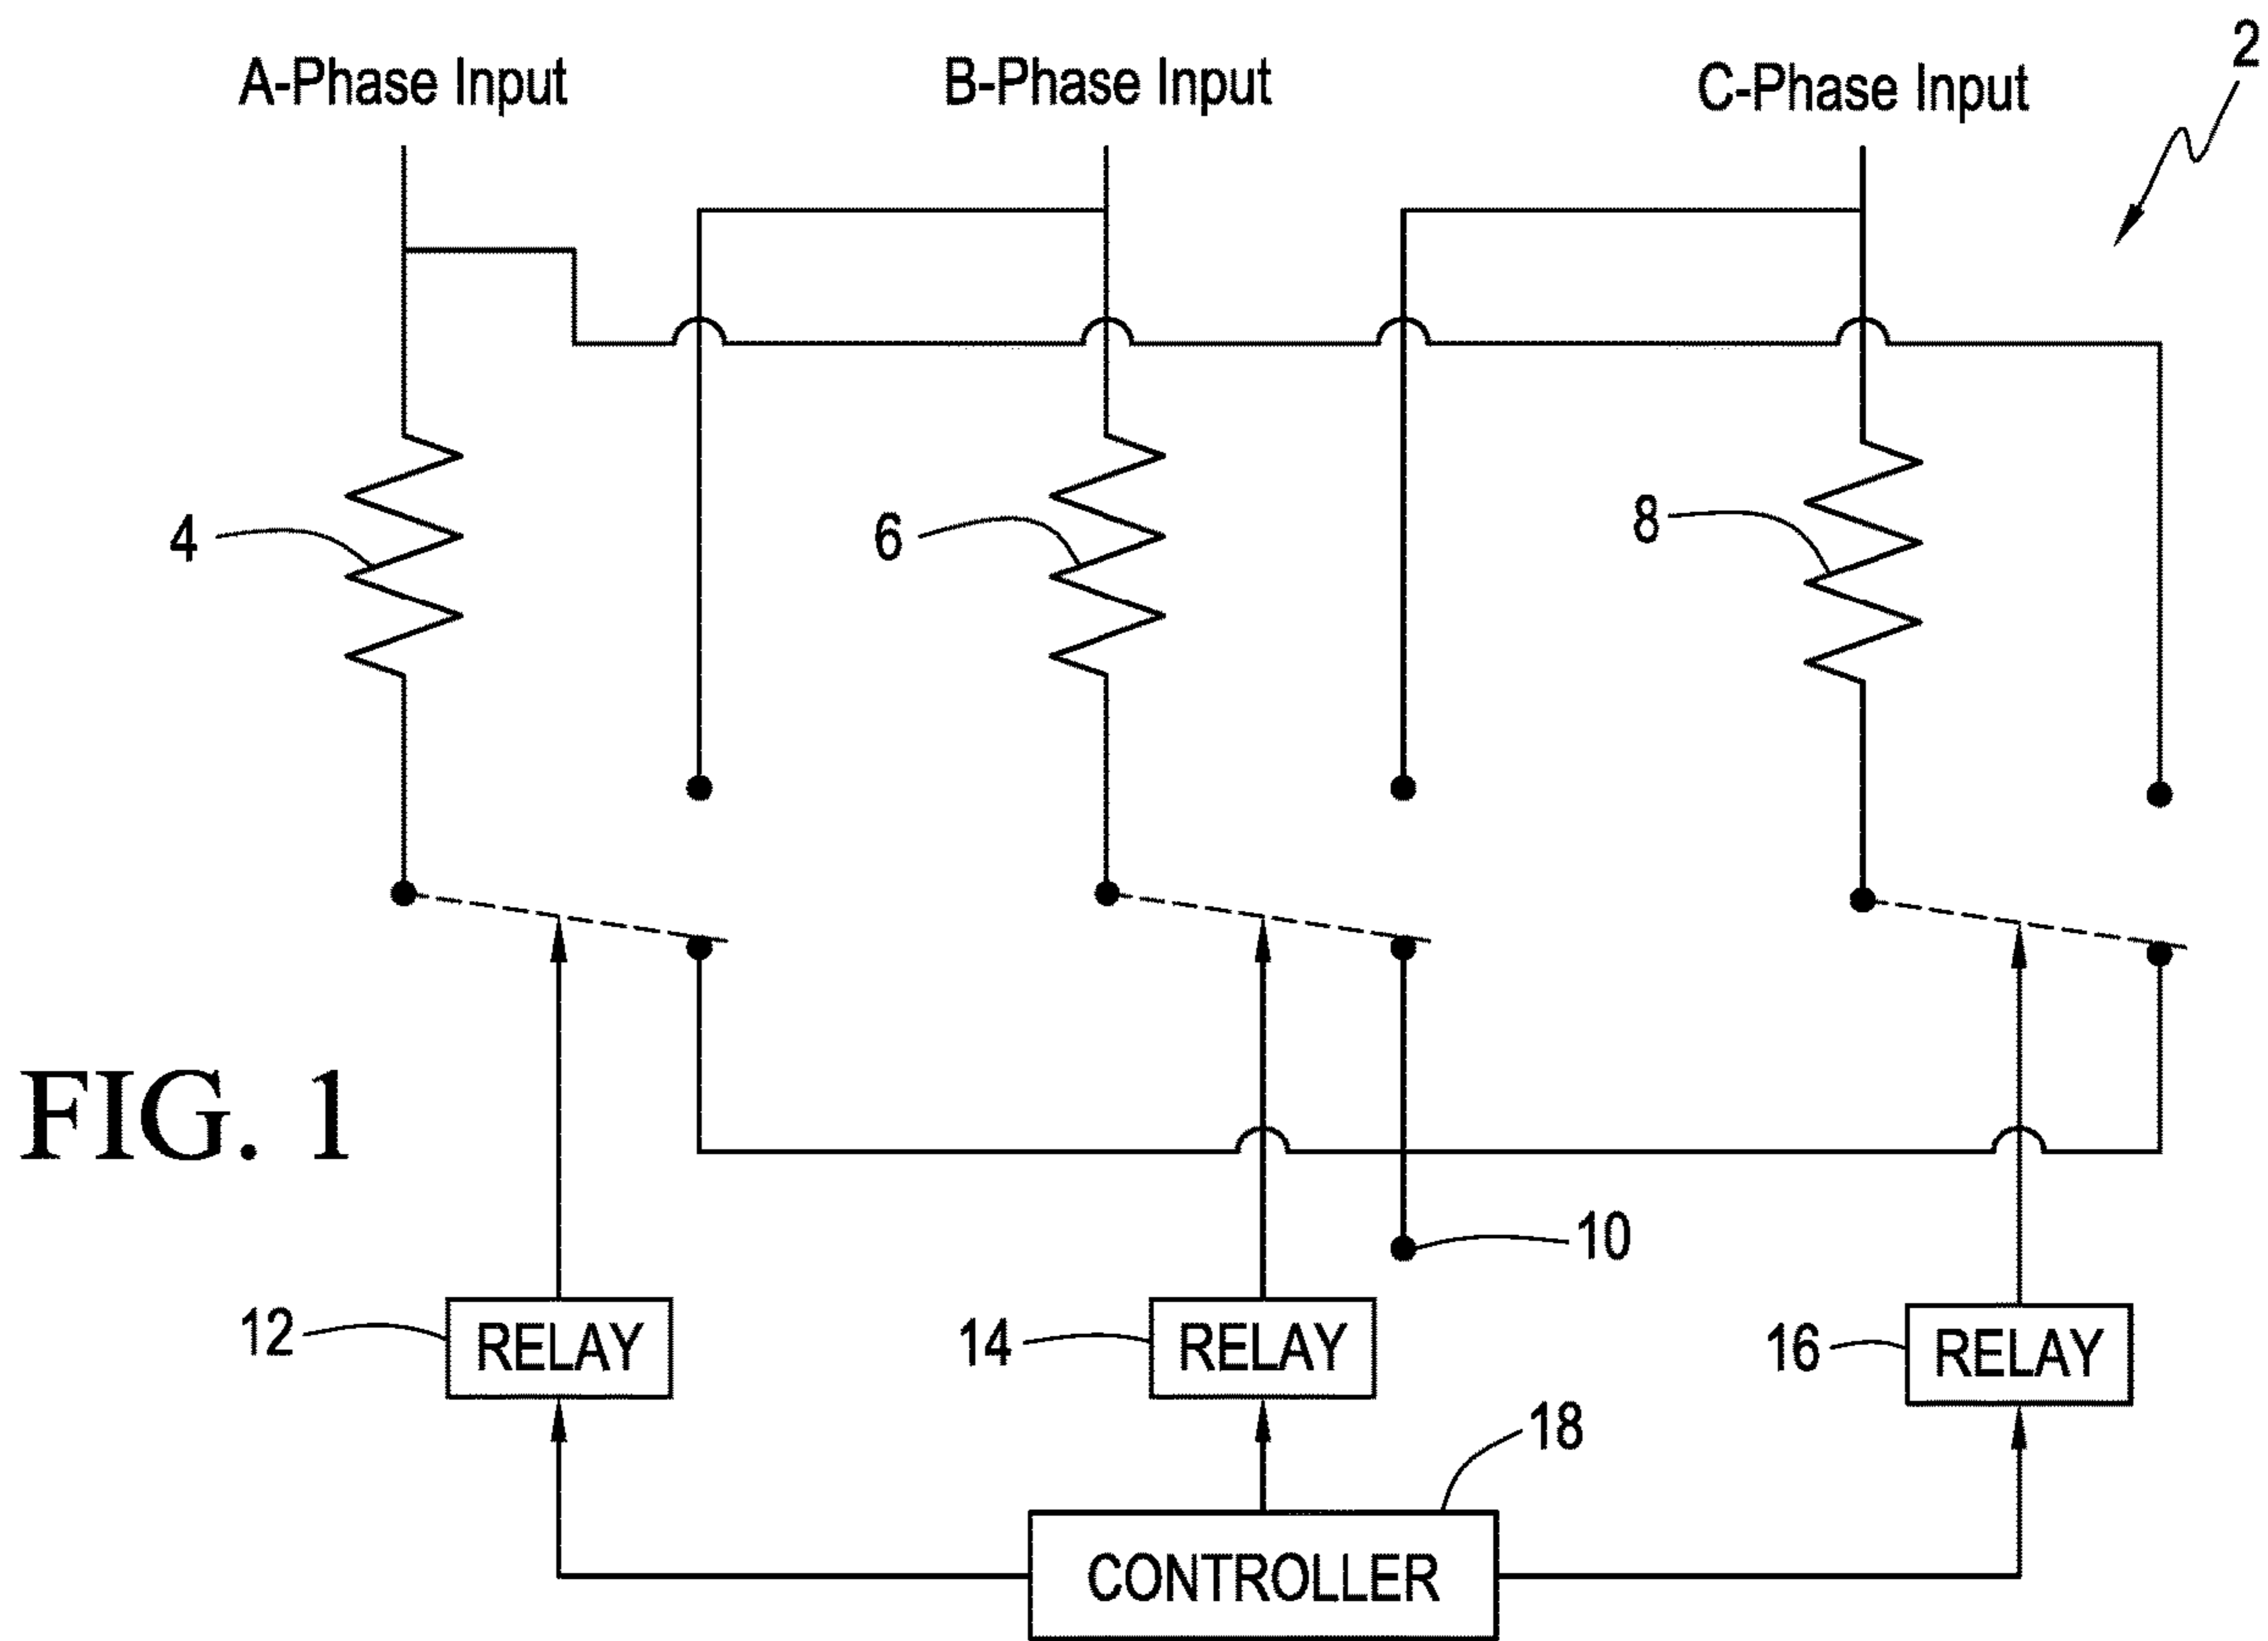 2
A-Phase Input
B-Phase Input
C-Phase Input
4
6
8
FIG. 1
10
12
RELAY
14
RELAY
16
RELAY
18
CONTROLLER